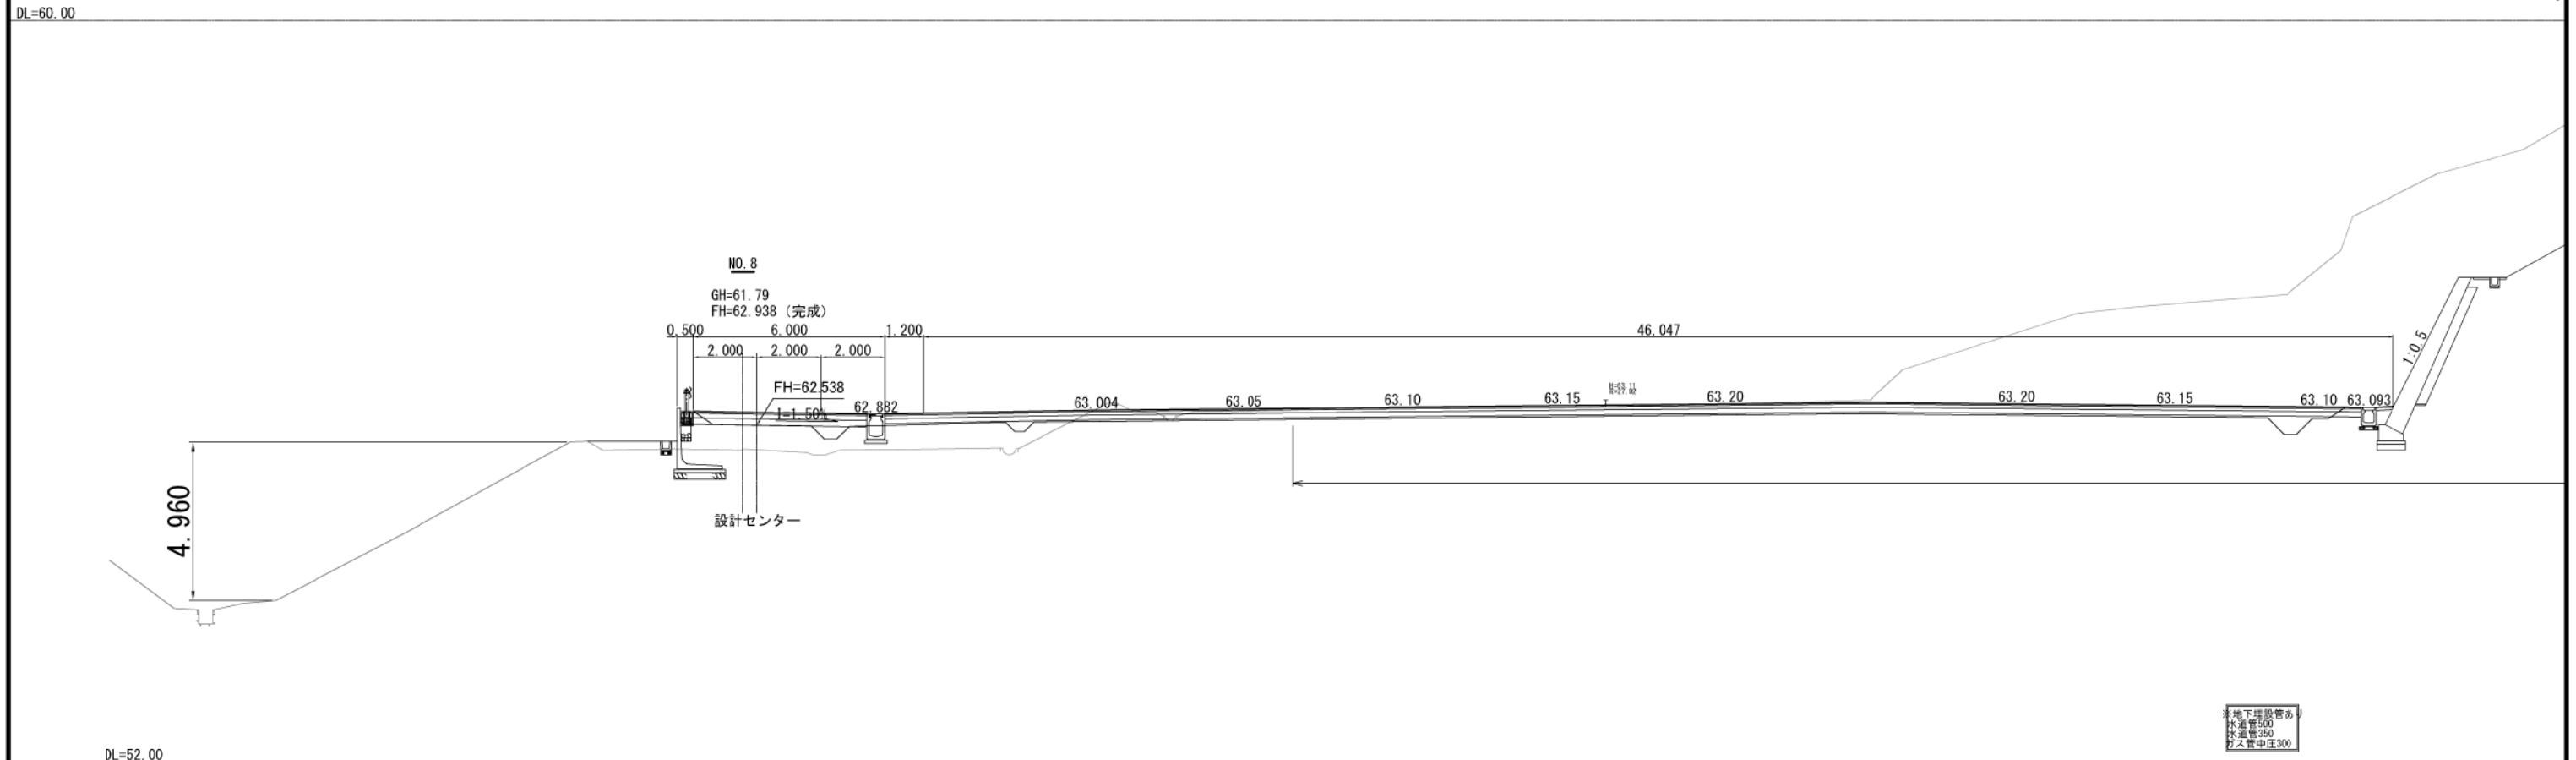 DL=60.00
NO.8
GH=61.79
FH=62.938 (完成)
0.500 6.000 1.200 46.047
2.000 2.000 2.000
1:0.5
FH=62.538
H=63.11
I=1.50%
62.882 63.004 63.05 63.10 63.15 63.20 63.20 63.15 63.10 63.093
4.960
設計センター
※地下埋設管あり
水道管500
水道管350
ガス管中圧300
DL=52.00